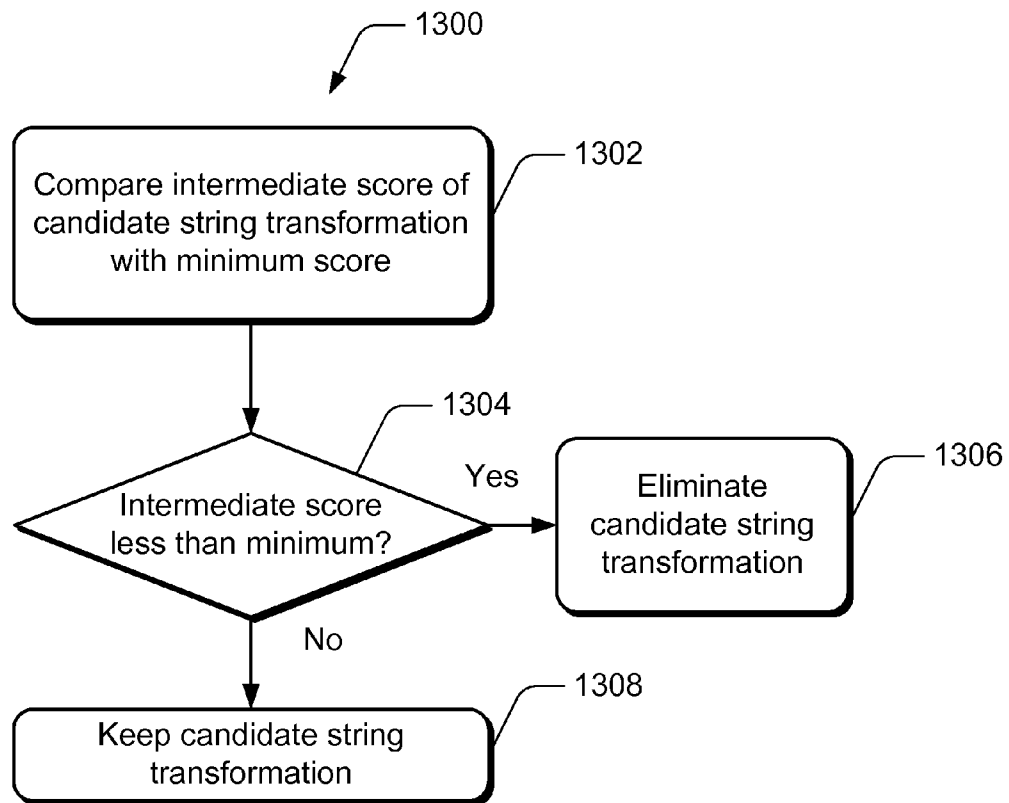 1300
1302
Compare intermediate score of
candidate string transformation
with minimum score
1304
Yes
1306
Intermediate score
less than minimum?
Eliminate
candidate string
transformation
No
1308
Keep candidate string
transformation